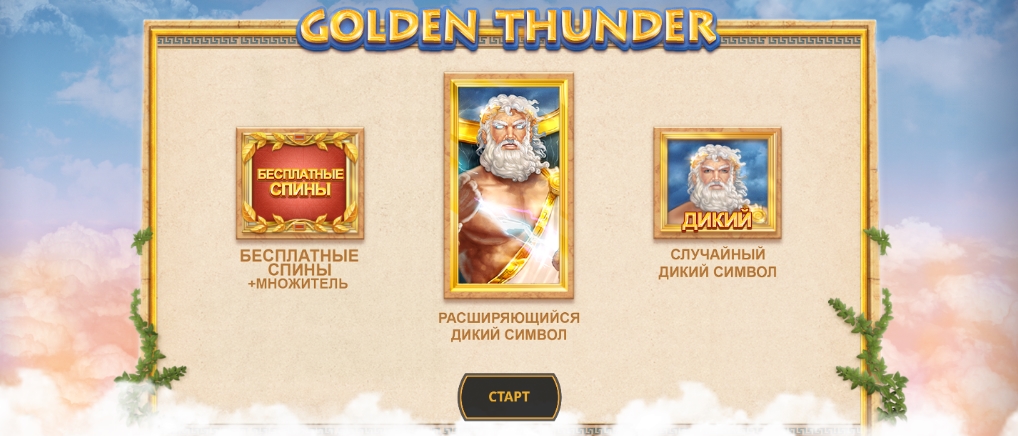 GOLDEN THUNDER
БЕСПЛАТНЫЕ
СПИНЫ
БЕСПЛАТНЫЕ
СПИНЫ
+МНОЖИТЕЛЬ
РАСШИРЯЮЩИЙСЯ
ДИКИЙ СИМВОЛ
ДИКИЙ
СЛУЧАЙНЫЙ
ДИКИЙ СИМВОЛ
СТАРТ